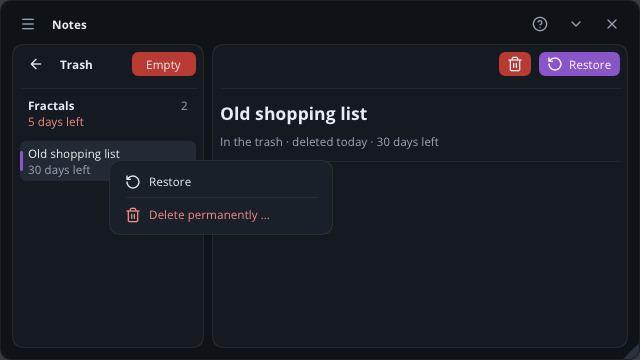 Notes
Trash
Empty
Restore
Fractals 2
5 days left
Old shopping list
30 days left
Restore
Delete permanently ...
Old shopping list
In the trash · deleted today · 30 days left